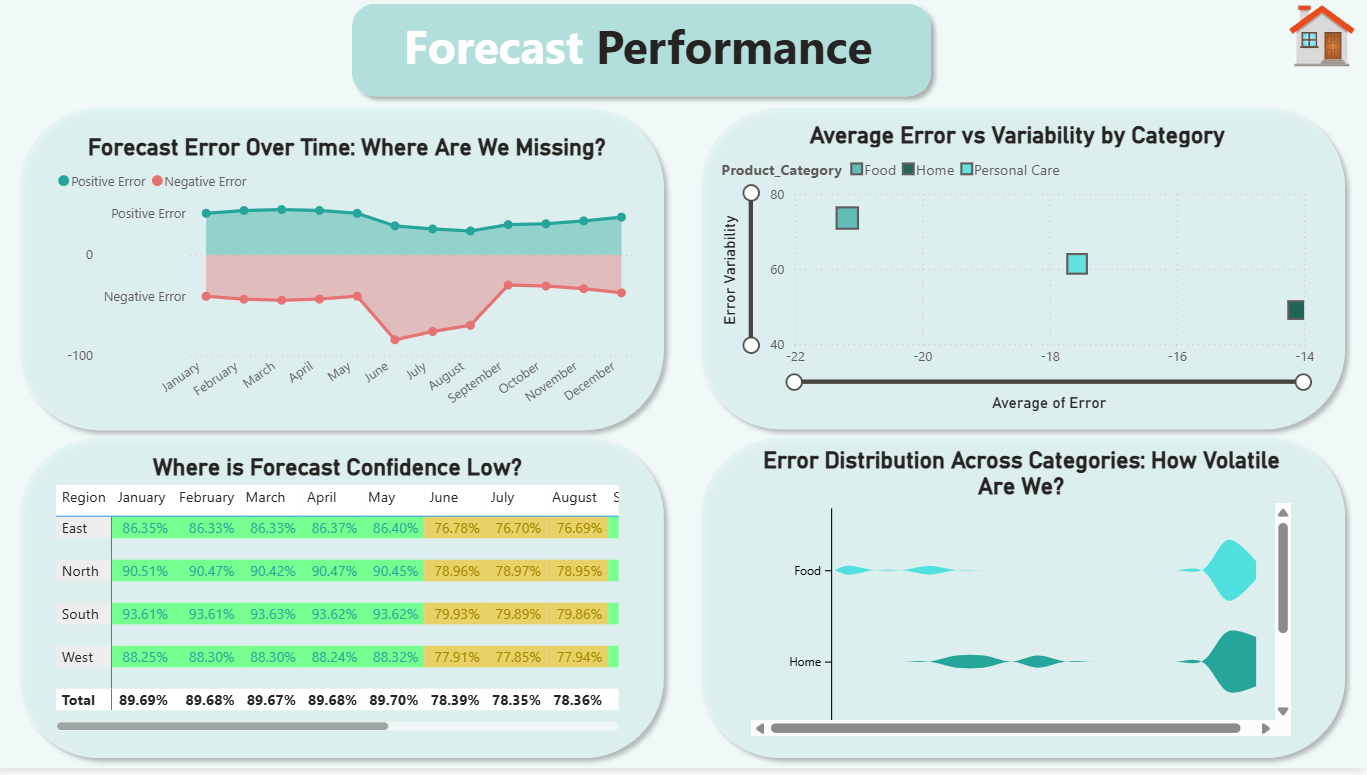 Forecast Performance
Forecast Error Over Time: Where Are We Missing?
Positive Error Negative Error
Positive Error
0
Negative Error
-100
January February March April May June July August September October November December
Average Error vs Variability by Category
Product_Category Food Home Personal Care
Error Variability
80
60
40
-22 -20 -18 -16 -14
Average of Error
Where is Forecast Confidence Low?
Region January February March April May June July August S
East 86.35% 86.33% 86.33% 86.37% 86.40% 76.78% 76.70% 76.69%
North 90.51% 90.47% 90.42% 90.47% 90.45% 78.96% 78.97% 78.95%
South 93.61% 93.61% 93.63% 93.62% 93.62% 79.93% 79.89% 79.86%
West 88.25% 88.30% 88.30% 88.24% 88.32% 77.91% 77.85% 77.94%
Total 89.69% 89.68% 89.67% 89.68% 89.70% 78.39% 78.35% 78.36%
Error Distribution Across Categories: How Volatile
Are We?
Food
Home